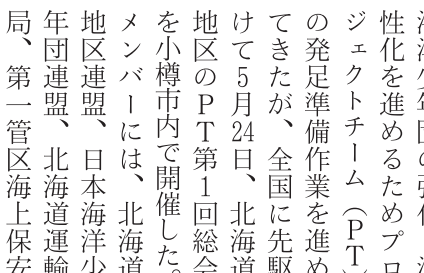 海洋少年団の強化、活
性化を進めるためプロ
ジェクトチーム（PT）
の発足準備作業を進め
てきたが、全国に先駆
けて5月24日、北海道
地区のPT第1回総会
を小樽市内で開催した。
メンバーには、北海道
地区連盟、日本海洋少
年団連盟、北海道運輸
局、第一管区海上保安